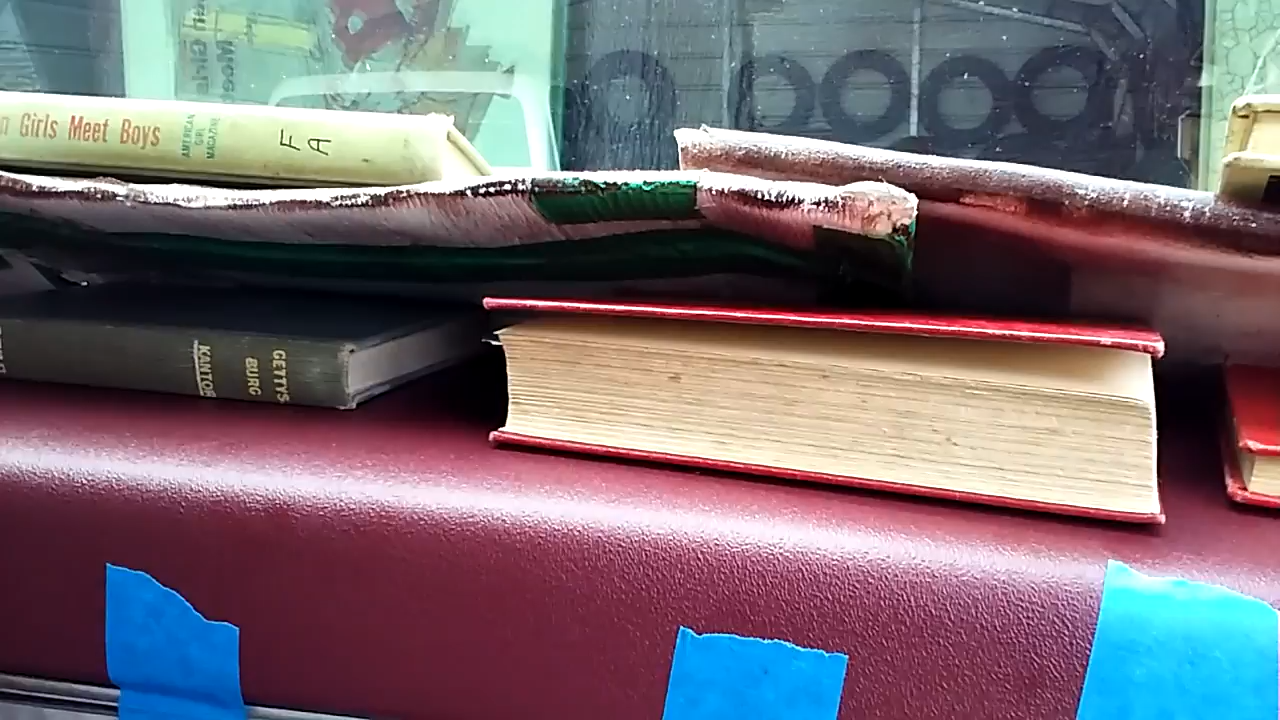 n Girls Meet Boys
AMERICAN
GIRL
MAGAZINE
F
A
GETTYS
BURG
KANTOR